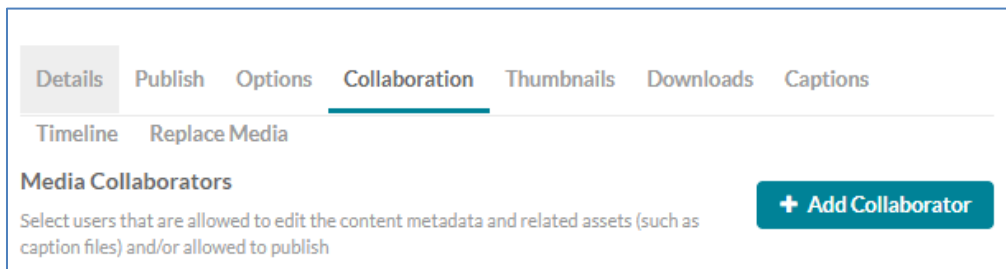 Details Publish Options Collaboration Thumbnails Downloads Captions
Timeline Replace Media
Media Collaborators
Select users that are allowed to edit the content metadata and related assets (such as
caption files) and/or allowed to publish
+ Add Collaborator